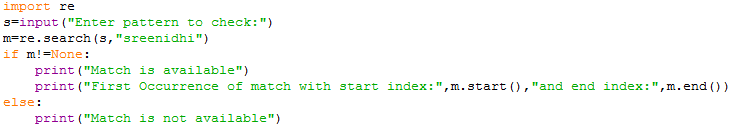 import re
s=input("Enter pattern to check:")
m=re.search(s,"sreenidhi")
if m!=None:
    print("Match is available")
    print("First Occurrence of match with start index:",m.start(),"and end index:",m.end())
else:
    print("Match is not available")